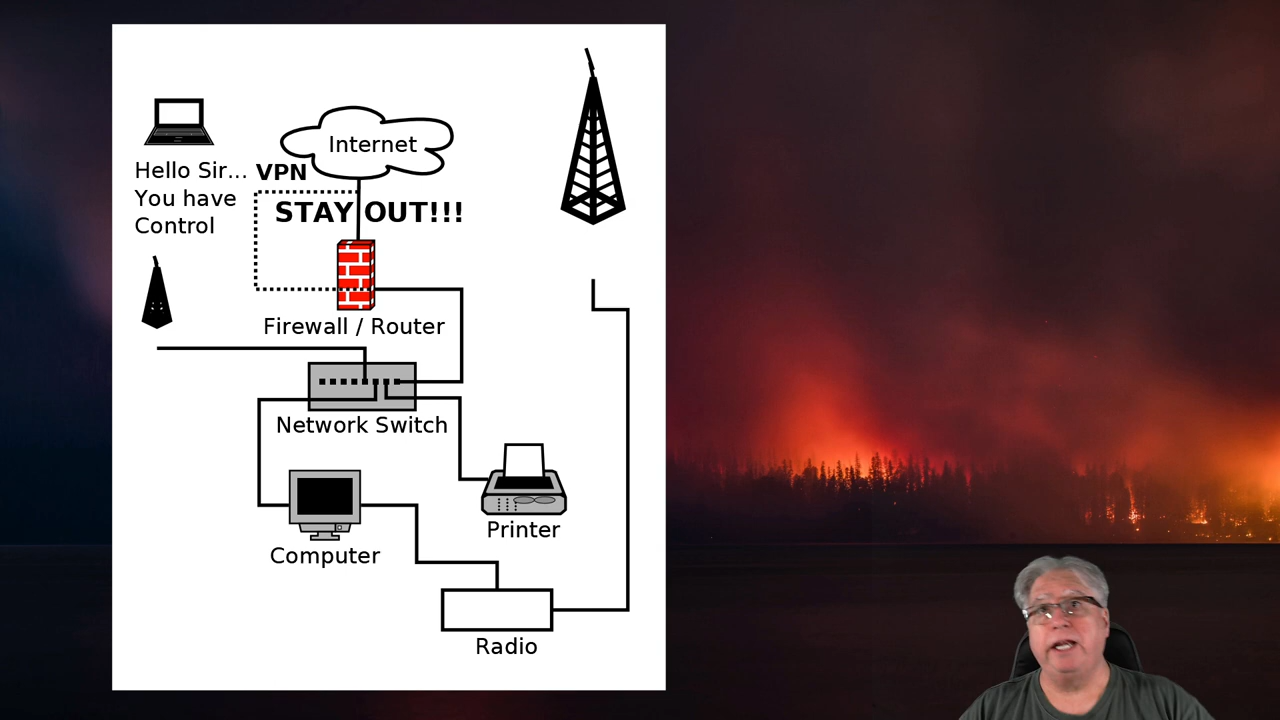 Internet
Hello Sir...
You have
Control
VPN
STAY OUT!!!
Firewall / Router
Network Switch
Printer
Computer
Radio